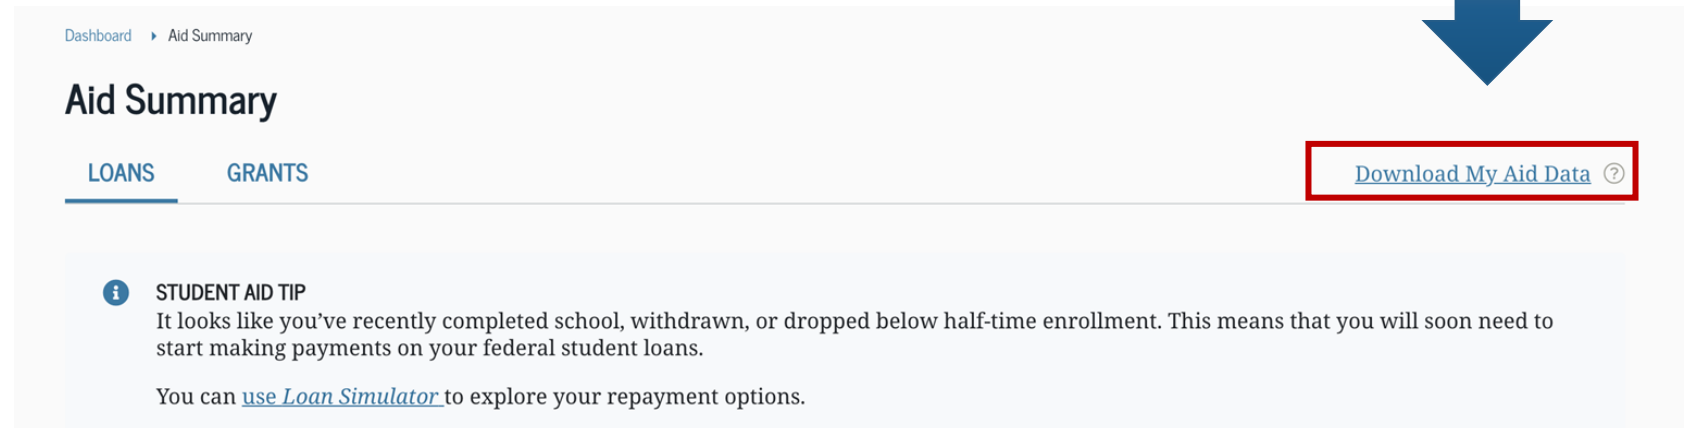 Dashboard Aid Summary
Aid Summary
LOANS GRANTS Download My Aid Data ?
i STUDENT AID TIP
It looks like you’ve recently completed school, withdrawn, or dropped below half-time enrollment. This means that you will soon need to
start making payments on your federal student loans.
You can use Loan Simulator to explore your repayment options.